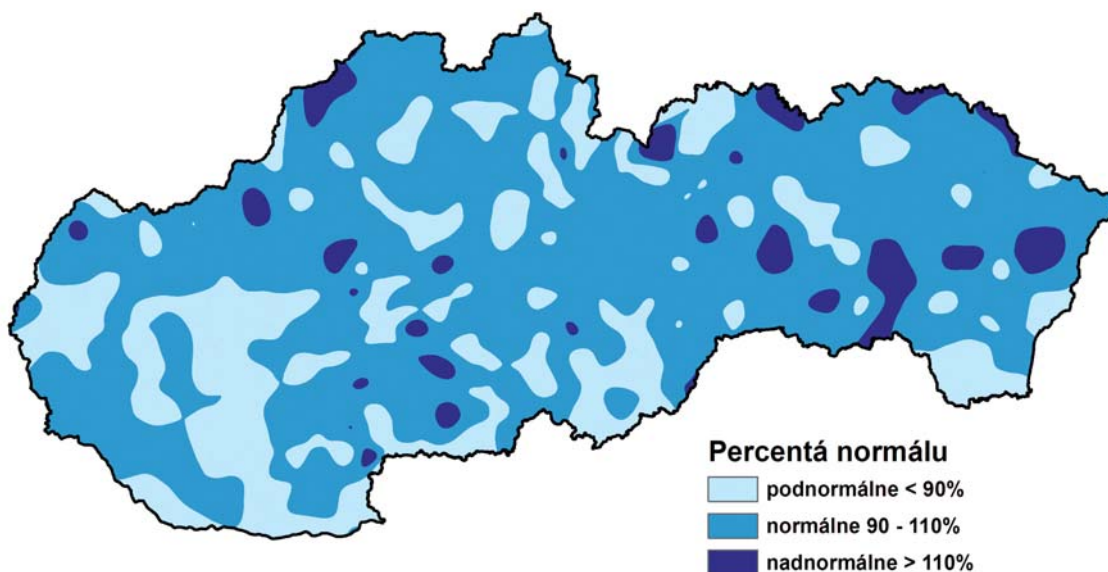 Percentá normálu
podnormálne < 90%
normálne 90 - 110%
nadnormálne > 110%